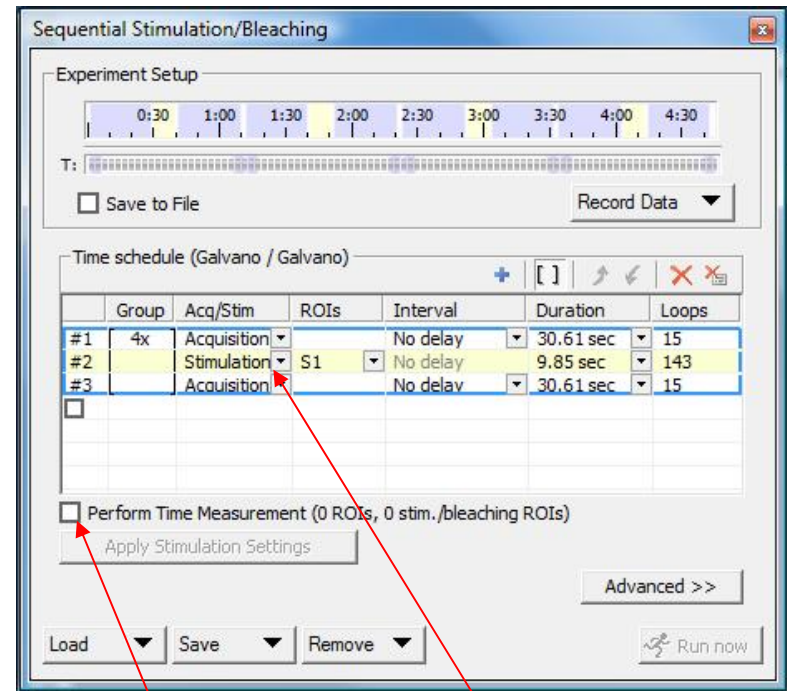 Sequential Stimulation/Bleaching
Experiment Setup
0:30 1:00 1:30 2:00 2:30 3:00 3:30 4:00 4:30
T:
Save to File Record Data
Time schedule (Galvano / Galvano)
[ ]
Group Acq/Stim ROIs Interval Duration Loops
#1 4x Acquisition No delay 30.61 sec 15
#2 Stimulation S1 No delay 9.85 sec 143
#3 Acquisition No delay 30.61 sec 15
Perform Time Measurement (0 ROIs, 0 stim./bleaching ROIs)
Apply Stimulation Settings
Advanced >>
Load Save Remove Run now